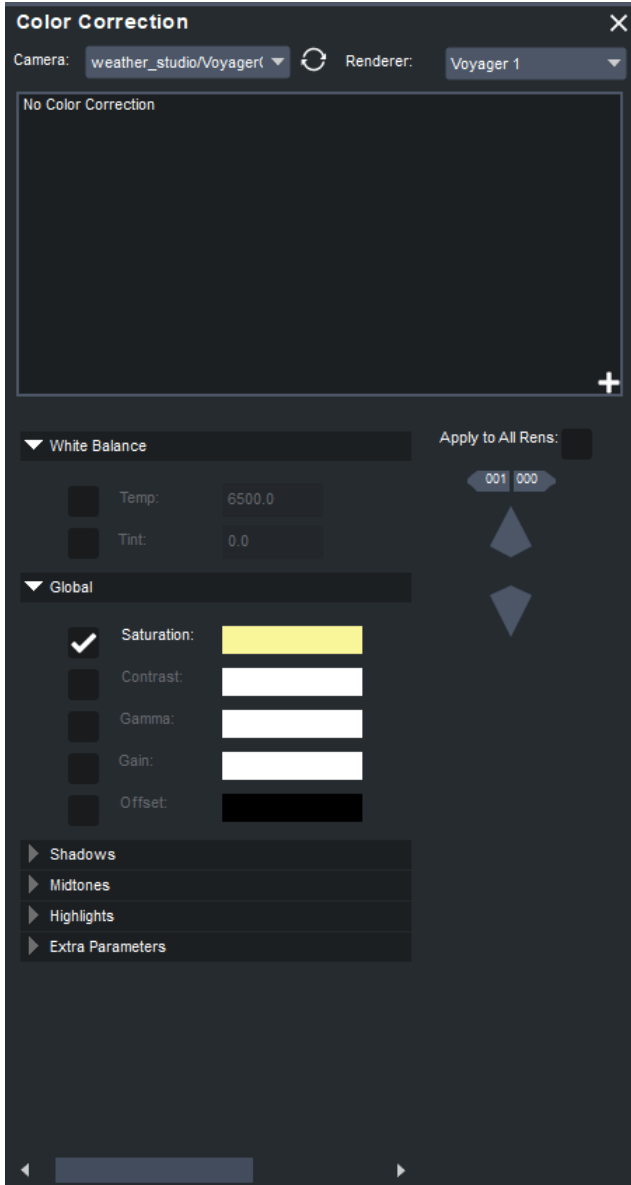 Color Correction
Camera: weather_studio/Voyager( Renderer: Voyager 1
No Color Correction
White Balance
Apply to All Rens:
Temp: 6500.0
001 000
Tint: 0.0
Global
Saturation:
Contrast:
Gamma:
Gain:
Offset:
Shadows
Midtones
Highlights
Extra Parameters